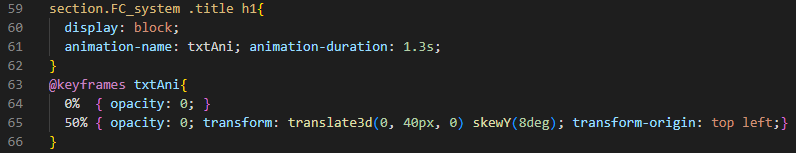 59 section.FC_system .title h1{
60 display: block;
61 animation-name: txtAni; animation-duration: 1.3s;
62 }
63 @keyframes txtAni{
64 0% { opacity: 0; }
65 50% { opacity: 0; transform: translate3d(0, 40px, 0) skewY(8deg); transform-origin: top left;}
66 }